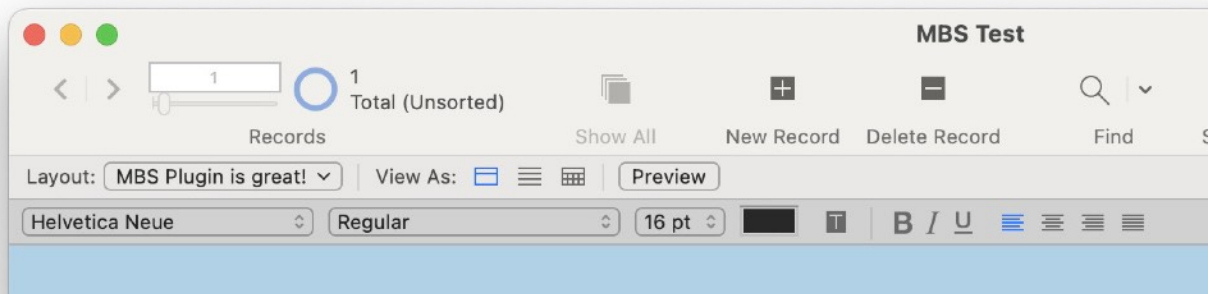 MBS Test
1
1
Total (Unsorted)
Records
Show All
New Record
Delete Record
Find
Layout: MBS Plugin is great! View As: Preview
Helvetica Neue Regular 16 pt T B I U